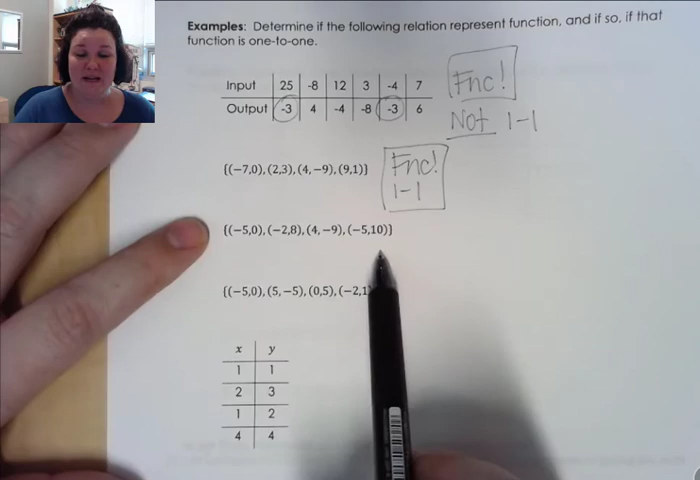 Examples: Determine if the following relation represent function, and if so, if that
function is one-to-one.
Input 25 -8 12 3 -4 7
Output -3 4 -4 -8 -3 6
Fnc!
Not 1-1
{(−7,0), (2,3), (4,−9), (9,1)}
Fnc!
1-1
{(−5,0), (−2,8), (4,−9), (−5,10)}
{(−5,0), (5,−5), (0,5), (−2,1
x y
1 1
2 3
1 2
4 4